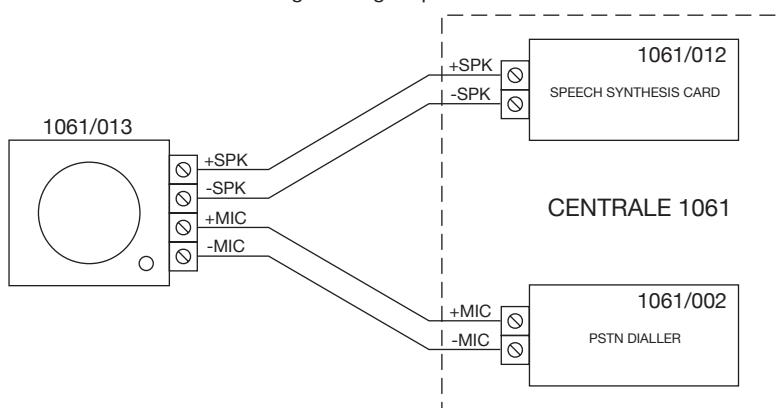 1061/012
+SPK
-SPK
SPEECH SYNTHESIS CARD
1061/013
+SPK
-SPK
+MIC
-MIC
CENTRALE 1061
1061/002
+MIC
-MIC
PSTN DIALLER